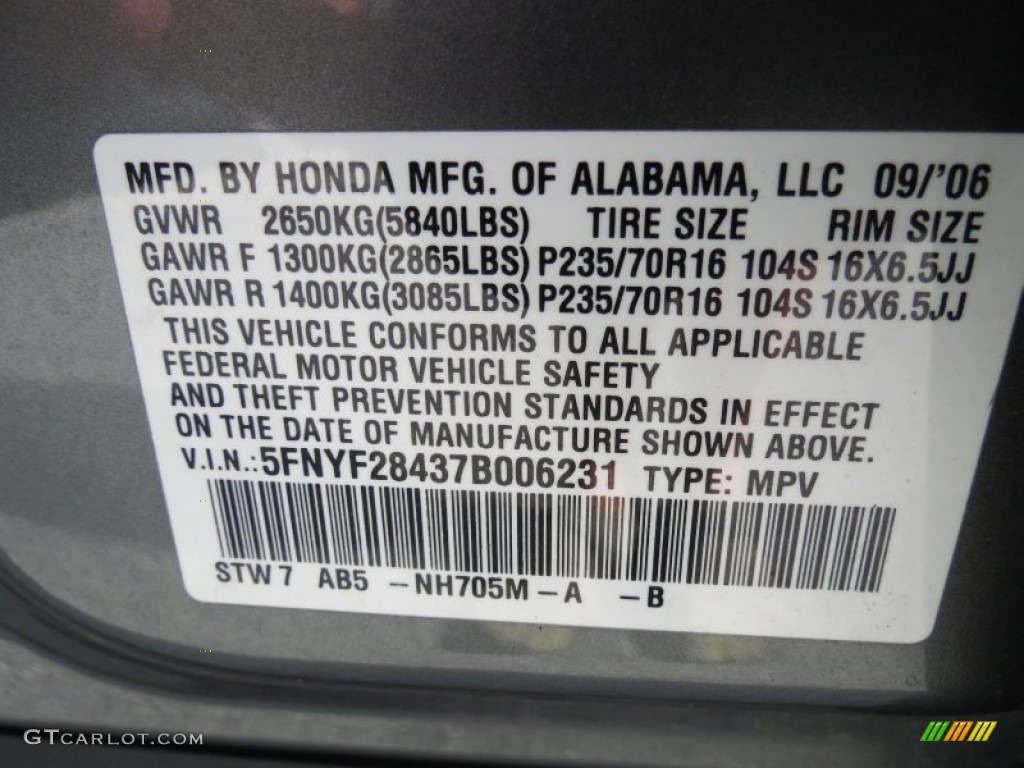 MFD. BY HONDA MFG. OF ALABAMA, LLC 09/'06
GVWR 2650KG(5840LBS) TIRE SIZE RIM SIZE
GAWR F 1300KG(2865LBS) P235/70R16 104S 16X6.5JJ
GAWR R 1400KG(3085LBS) P235/70R16 104S 16X6.5JJ
THIS VEHICLE CONFORMS TO ALL APPLICABLE
FEDERAL MOTOR VEHICLE SAFETY
AND THEFT PREVENTION STANDARDS IN EFFECT
ON THE DATE OF MANUFACTURE SHOWN ABOVE.
V.I.N.: 5FNYF28437B006231 TYPE: MPV
STW 7 AB5 -NH705M-A -B
GTCARLOT.COM